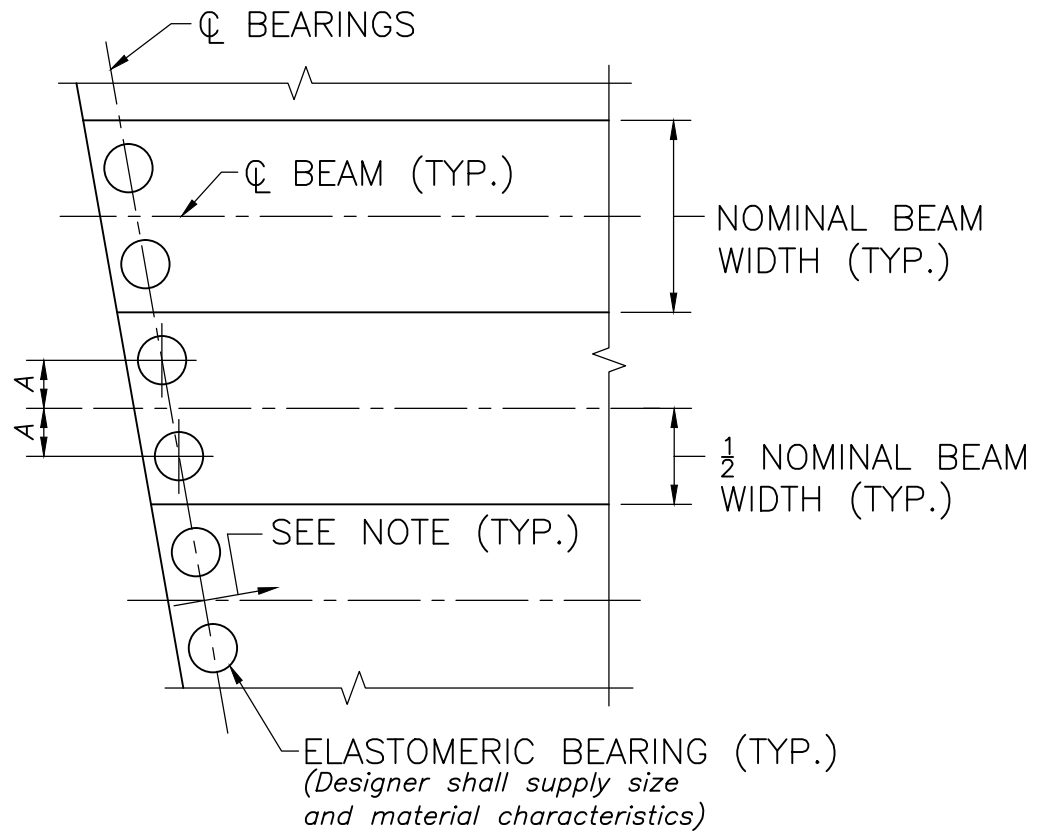 ℄ BEARINGS
℄ BEAM (TYP.)
NOMINAL BEAM
WIDTH (TYP.)
A
A
½ NOMINAL BEAM
WIDTH (TYP.)
SEE NOTE (TYP.)
ELASTOMERIC BEARING (TYP.)
(Designer shall supply size
and material characteristics)